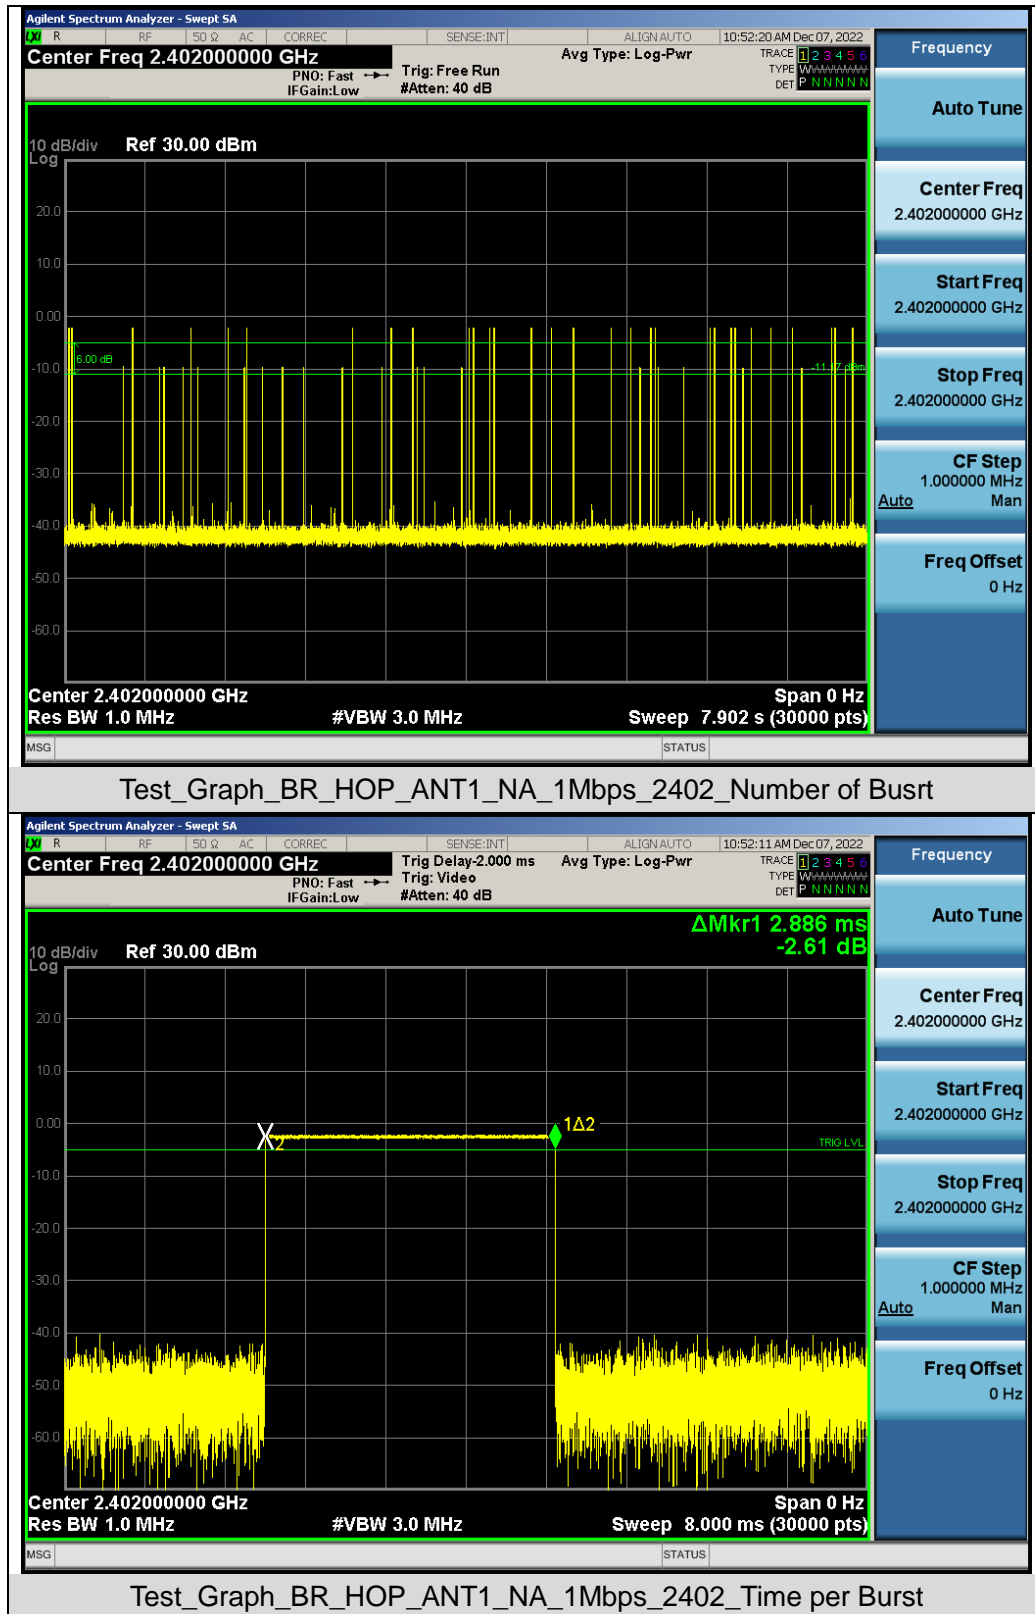 Agilent Spectrum Analyzer - Swept SA
LXI R RF 50 Ω AC CORREC SENSE:INT ALIGN AUTO 10:52:20 AM Dec 07, 2022
Center Freq 2.402000000 GHz
PNO: Fast
IFGain:Low
Trig: Free Run
#Atten: 40 dB
Avg Type: Log-Pwr
TRACE 1 2 3 4 5 6
TYPE
DET P N N N N N
10 dB/div
Log
Ref 30.00 dBm
20.0
10.0
0.00
6.00 dB
-10.0
-11.17 dBm
-20.0
-30.0
-40.0
-50.0
-60.0
Center 2.402000000 GHz
Span 0 Hz
Res BW 1.0 MHz
#VBW 3.0 MHz
Sweep 7.902 s (30000 pts)
MSG
STATUS
Frequency
Auto Tune
Center Freq
2.402000000 GHz
Start Freq
2.402000000 GHz
Stop Freq
2.402000000 GHz
CF Step
1.000000 MHz
Auto Man
Freq Offset
0 Hz
Test_Graph_BR_HOP_ANT1_NA_1Mbps_2402_Number of Busrt
Agilent Spectrum Analyzer - Swept SA
LXI R RF 50 Ω AC CORREC SENSE:INT ALIGN AUTO 10:52:11 AM Dec 07, 2022
Center Freq 2.402000000 GHz
PNO: Fast
IFGain:Low
Trig Delay-2.000 ms
Trig: Video
#Atten: 40 dB
Avg Type: Log-Pwr
TRACE 1 2 3 4 5 6
TYPE
DET P N N N N N
ΔMkr1 2.886 ms
-2.61 dB
10 dB/div
Log
Ref 30.00 dBm
20.0
10.0
0.00
1Δ2
2
TRIG LVL
-10.0
-20.0
-30.0
-40.0
-50.0
-60.0
Center 2.402000000 GHz
Span 0 Hz
Res BW 1.0 MHz
#VBW 3.0 MHz
Sweep 8.000 ms (30000 pts)
MSG
STATUS
Frequency
Auto Tune
Center Freq
2.402000000 GHz
Start Freq
2.402000000 GHz
Stop Freq
2.402000000 GHz
CF Step
1.000000 MHz
Auto Man
Freq Offset
0 Hz
Test_Graph_BR_HOP_ANT1_NA_1Mbps_2402_Time per Burst